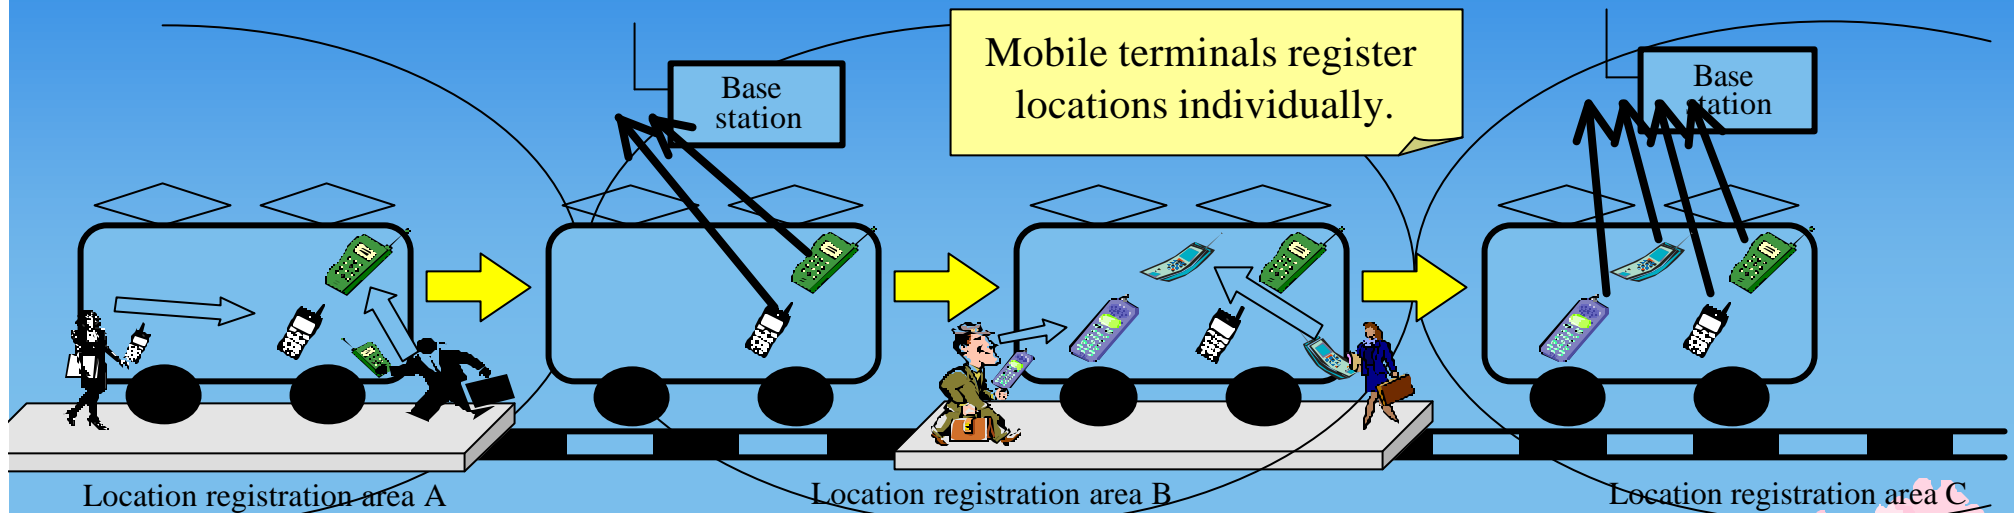 Base
station
Mobile terminals register
locations individually.
Base
station
Location registration area A
Location registration area B
Location registration area C